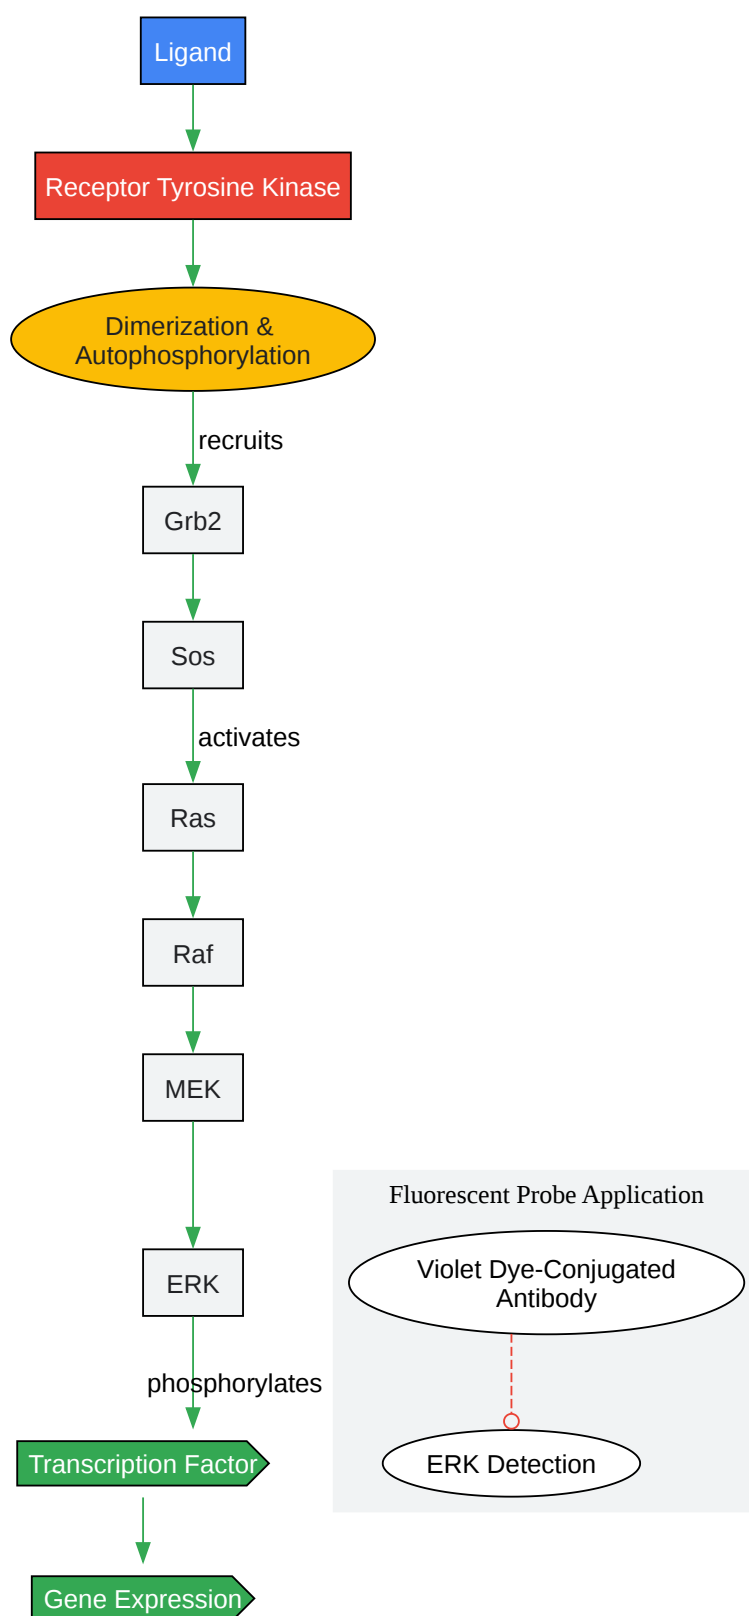 Ligand
Receptor Tyrosine Kinase
Dimerization &
Autophosphorylation
recruits
Grb2
Sos
activates
Ras
Raf
MEK
Fluorescent Probe Application
Violet Dye-Conjugated
Antibody
ERK
phosphorylates
ERK Detection
Transcription Factor
Gene Expression